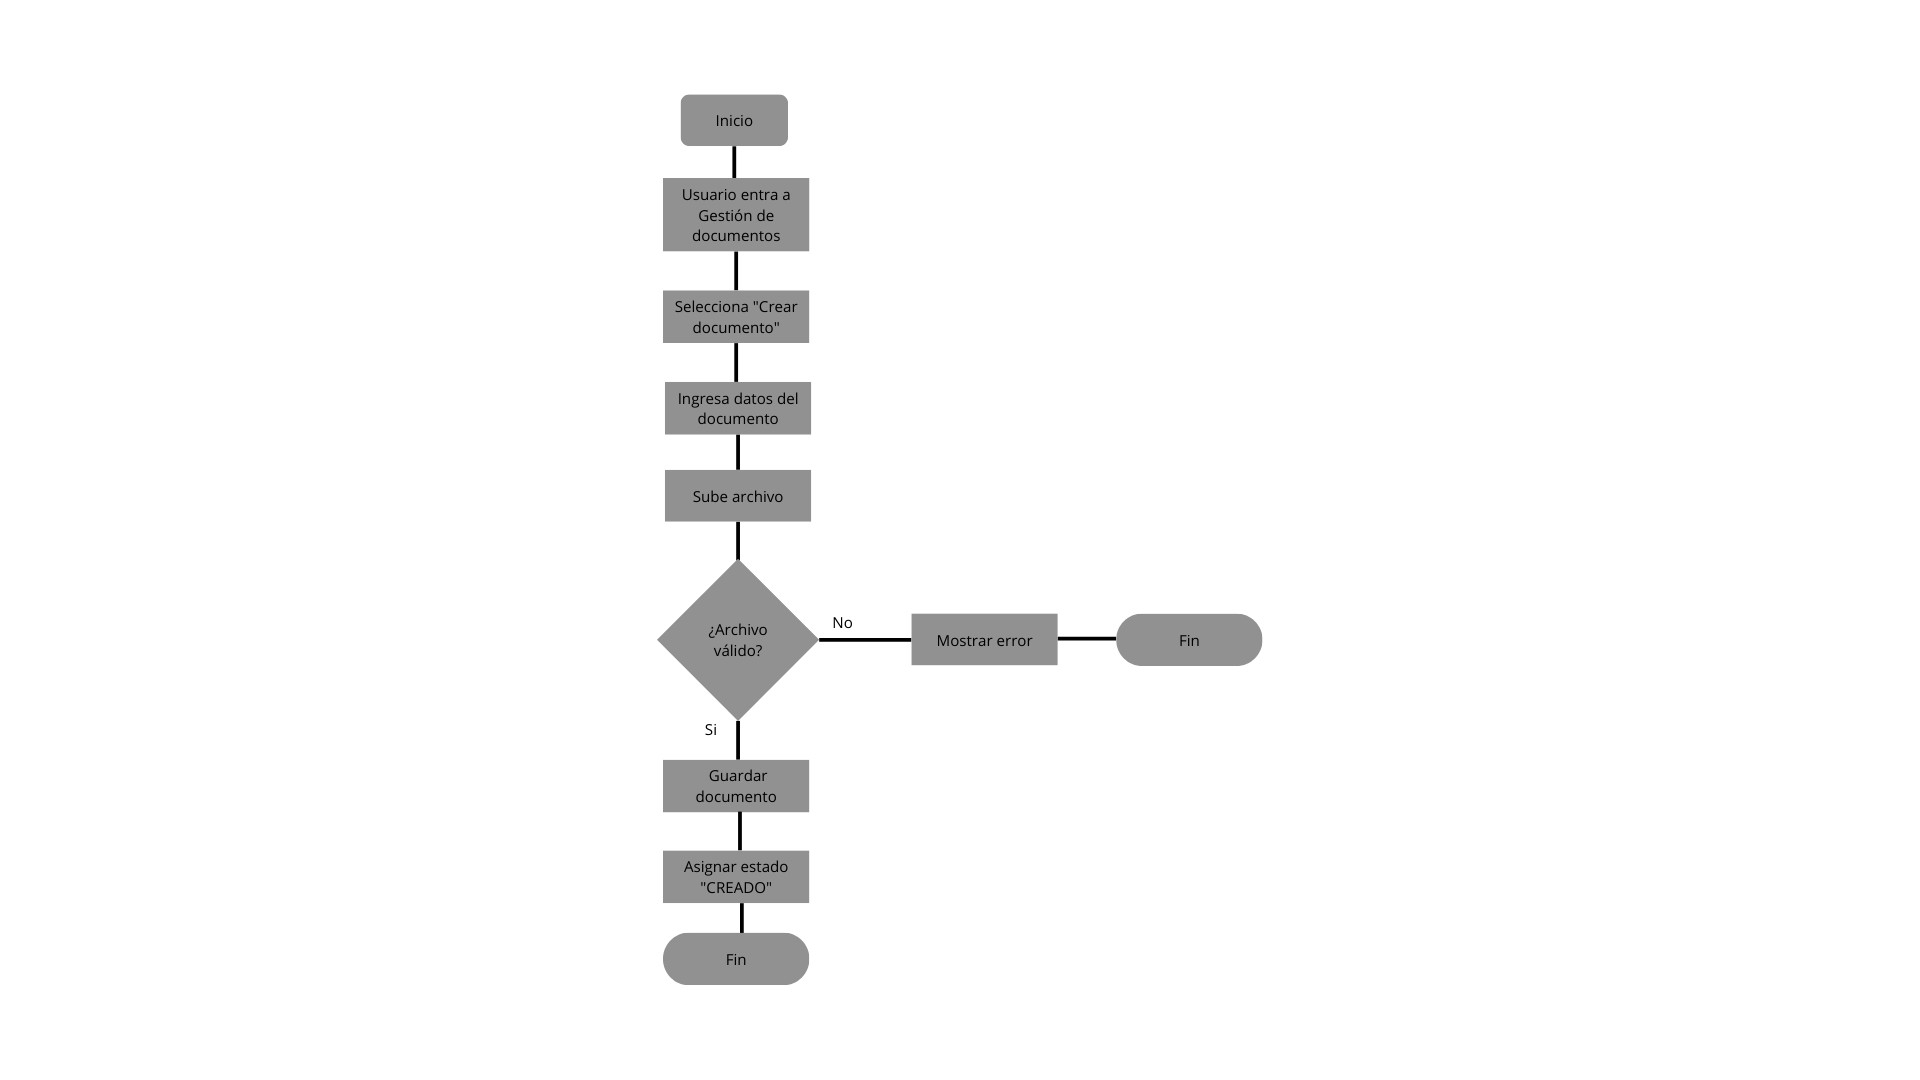 Inicio
Usuario entra a
Gestión de
documentos
Selecciona "Crear
documento"
Ingresa datos del
documento
Sube archivo
¿Archivo
válido?
No
Mostrar error
Fin
Si
Guardar
documento
Asignar estado
"CREADO"
Fin